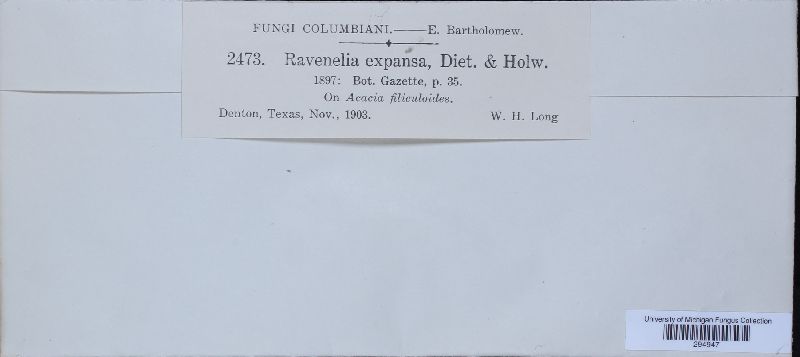 FUNGI COLUMBIANI.——E. Bartholomew.
2473. Ravenelia expansa, Diet. & Holw.
1897: Bot. Gazette, p. 35.
On Acacia filiculoides.
Denton, Texas, Nov., 1903. W. H. Long
University of Michigan Fungus Collection
294847